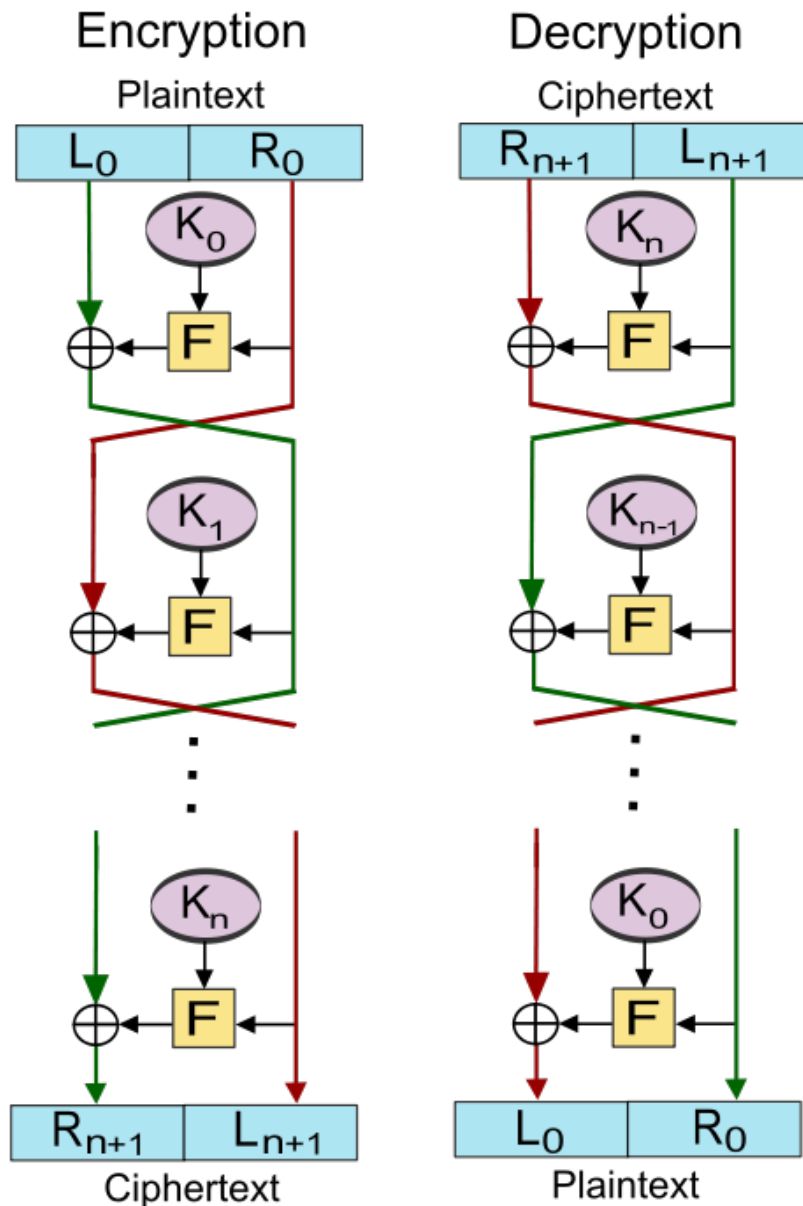 Encryption
Plaintext
L₀ R₀
K₀
F
K₁
F
Kₙ
F
Rₙ₊₁ Lₙ₊₁
Ciphertext
Decryption
Ciphertext
Rₙ₊₁ Lₙ₊₁
Kₙ
F
Kₙ₋₁
F
K₀
F
L₀ R₀
Plaintext